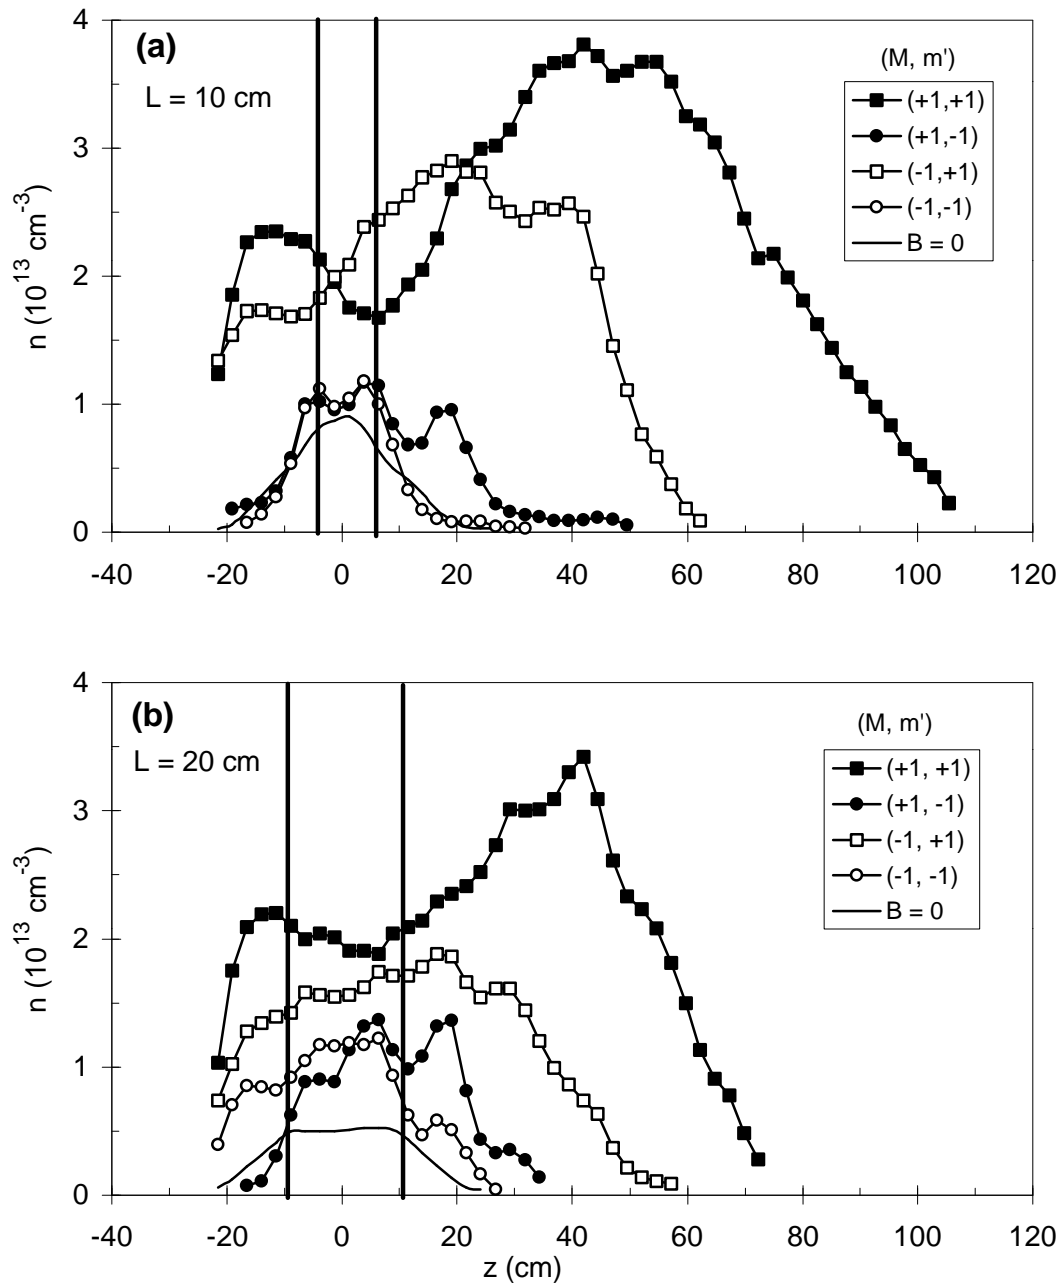 (a)
L = 10 cm
n (10^13 cm^-3)
4
3
2
1
0
-40 -20 0 20 40 60 80 100 120
(M, m')
(+1,+1)
(+1,-1)
(-1,+1)
(-1,-1)
B = 0
(b)
L = 20 cm
n (10^13 cm^-3)
4
3
2
1
0
-40 -20 0 20 40 60 80 100 120
z (cm)
(M, m')
(+1, +1)
(+1, -1)
(-1, +1)
(-1, -1)
B = 0